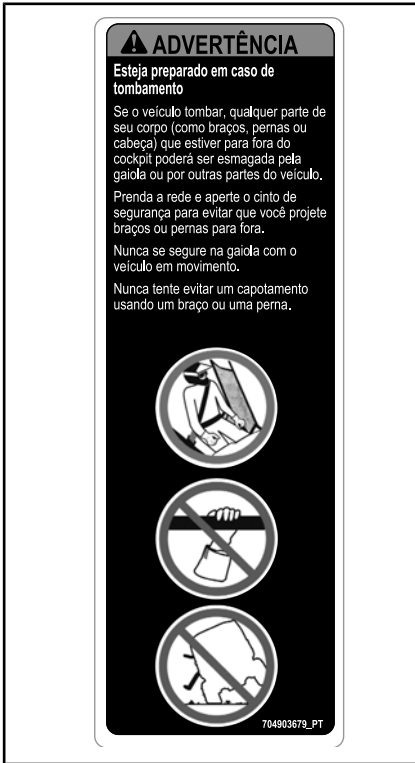 ADVERTÊNCIA
Esteja preparado em caso de
tombamento
Se o veículo tombar, qualquer parte de
seu corpo (como braços, pernas ou
cabeça) que estiver para fora do
cockpit poderá ser esmagada pela
gaiola ou por outras partes do veículo.
Prenda a rede e aperte o cinto de
segurança para evitar que você projete
braços ou pernas para fora.
Nunca se segure na gaiola com o
veículo em movimento.
Nunca tente evitar um capotamento
usando um braço ou uma perna.
704903679_PT